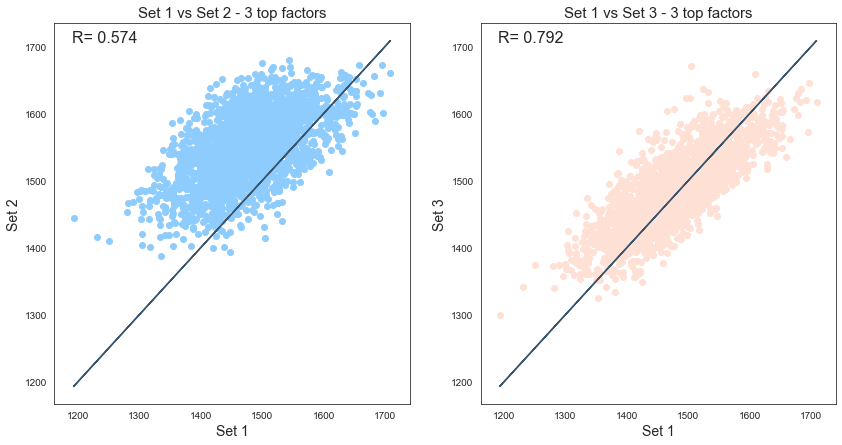 Set 1 vs Set 2 - 3 top factors
R= 0.574
1700
1600
1500
1400
1300
1200
Set 2
1200 1300 1400 1500 1600 1700
Set 1
Set 1 vs Set 3 - 3 top factors
R= 0.792
1700
1600
1500
1400
1300
1200
Set 3
1200 1300 1400 1500 1600 1700
Set 1